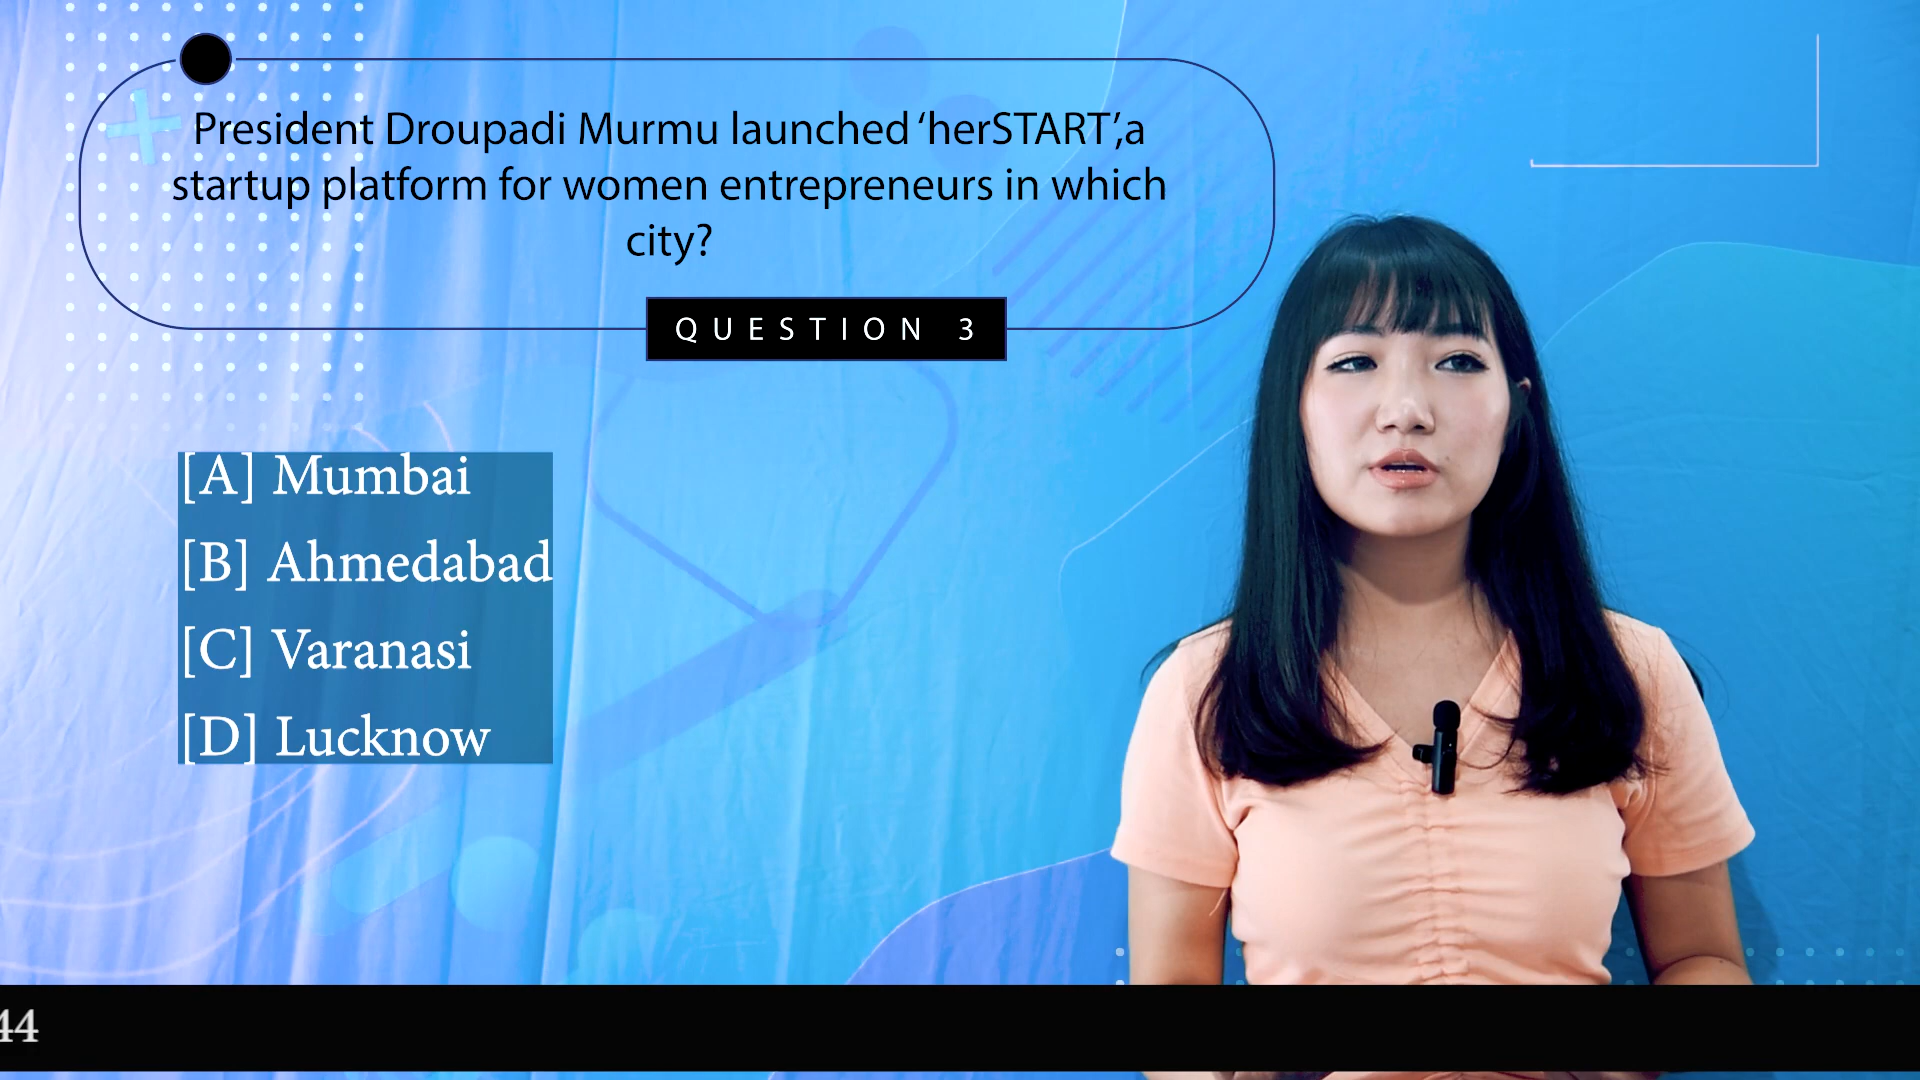 President Droupadi Murmu launched ‘herSTART’,a
startup platform for women entrepreneurs in which
city?
QUESTION 3
[A] Mumbai
[B] Ahmedabad
[C] Varanasi
[D] Lucknow
44